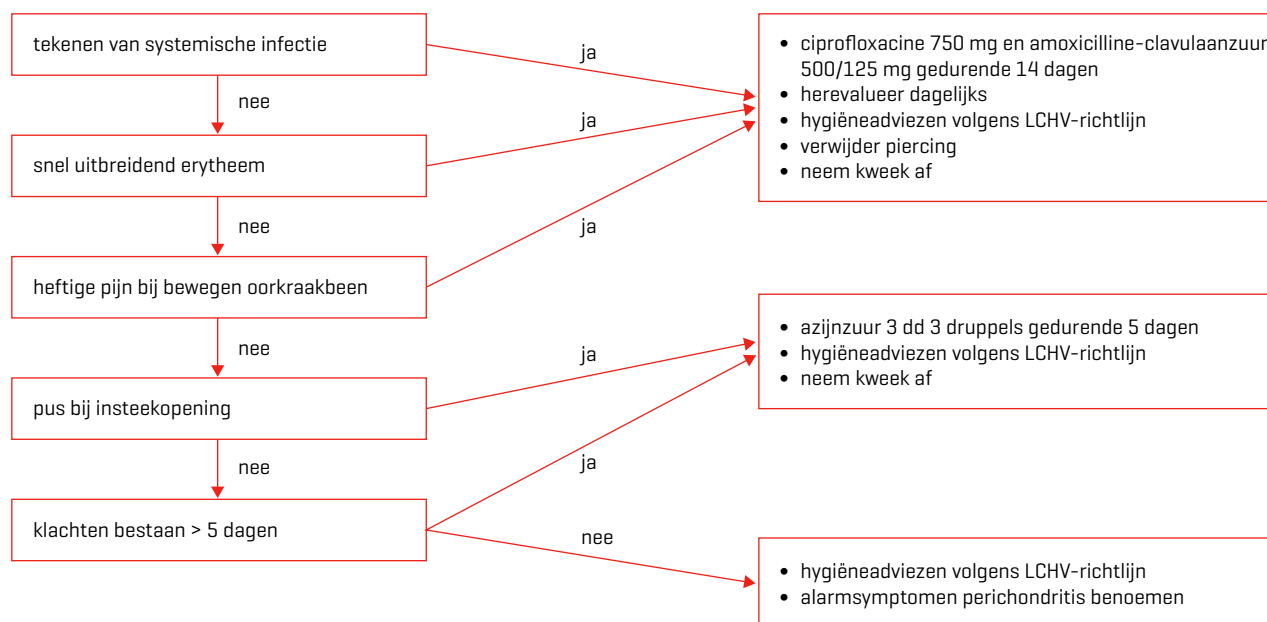 tekenen van systemische infectie
ja
nee
snel uitbreidend erytheem
ja
nee
heftige pijn bij bewegen oorkraakbeen
ja
nee
pus bij insteekopening
ja
nee
klachten bestaan > 5 dagen
ja
nee
• ciprofloxacine 750 mg en amoxicilline-clavulaanzuur
500/125 mg gedurende 14 dagen
• herevalueer dagelijks
• hygiëneadviezen volgens LCHV-richtlijn
• verwijder piercing
• neem kweek af
• azijnzuur 3 dd 3 druppels gedurende 5 dagen
• hygiëneadviezen volgens LCHV-richtlijn
• neem kweek af
• hygiëneadviezen volgens LCHV-richtlijn
• alarmsymptomen perichondritis benoemen